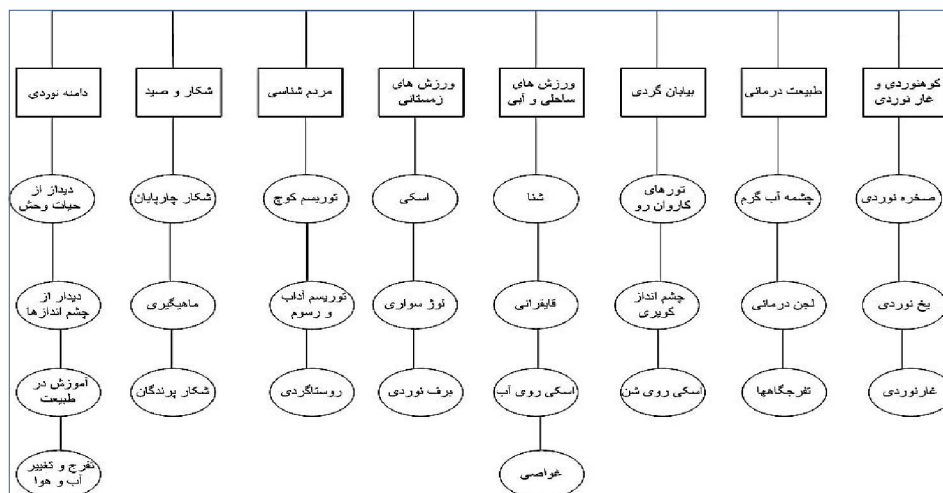 کوهنوردی و
غار نوردی
طبیعت درمانی
بیابان گردی
ورزش های
ساحلی و آبی
ورزش های
زمستانی
مردم شناسی
شکار و صید
دامنه نوردی
صخره نوردی
چشمه آب گرم
تورهای
کاروان رو
شنا
اسکی
توریسم کوچ
شکار چارپایان
دیداز از
حیات وحش
یخ نوردی
لجن درمانی
چشم انداز
کویری
قایقرانی
لوژ سواری
توریسم آداب
و رسوم
ماهیگیری
دیدار از
چشم اندازها
غارنوردی
تفرجگاهها
اسکی روی شن
اسکی روی آب
برف نوردی
روستاگردی
شکار پرندگان
آموزش در
طبیعت
غواصی
تفرج و تغییر
آب و هوا